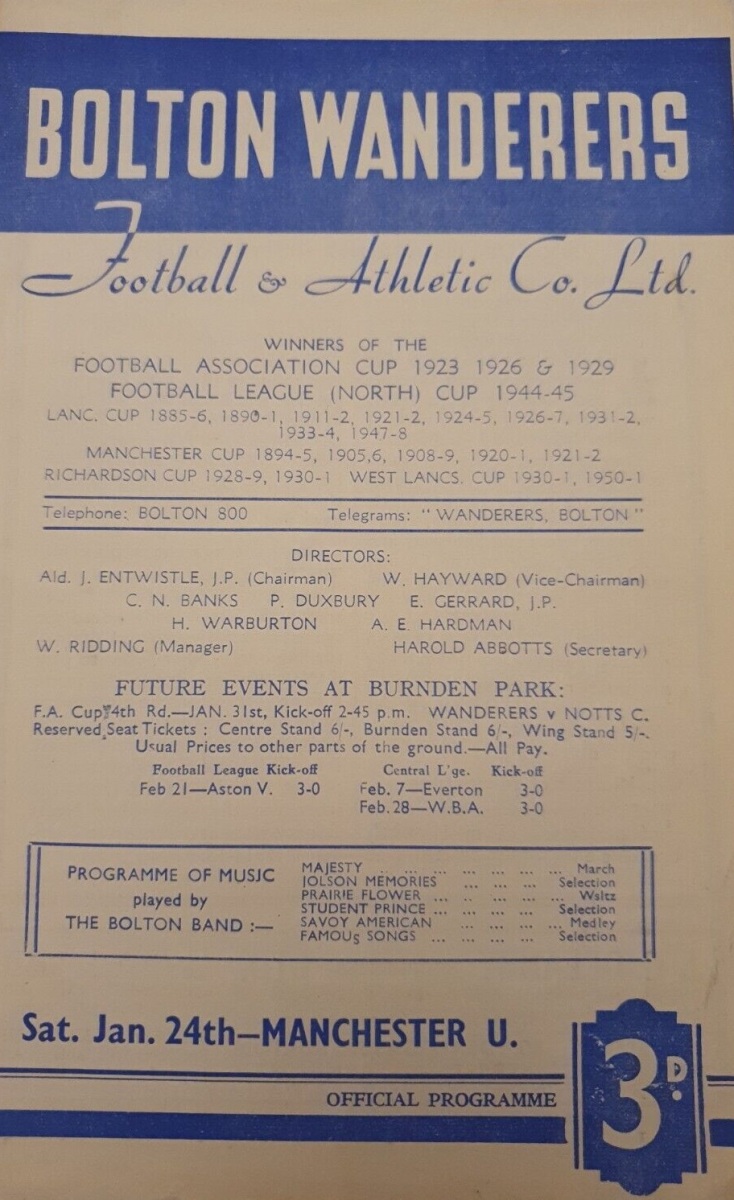 BOLTON WANDERERS
Football & Athletic Co. Ltd.
WINNERS OF THE
FOOTBALL ASSOCIATION CUP 1923 1926 & 1929
FOOTBALL LEAGUE (NORTH) CUP 1944-45
LANC. CUP 1885-6, 1890-1, 1911-2, 1921-2, 1924-5, 1926-7, 1931-2,
1933-4, 1947-8
MANCHESTER CUP 1894-5, 1905,6, 1908-9, 1920-1, 1921-2
RICHARDSON CUP 1928-9, 1930-1 WEST LANCS. CUP 1930-1, 1950-1
Telephone: BOLTON 800 Telegrams: "WANDERERS, BOLTON"
DIRECTORS:
Ald. J. ENTWISTLE, J.P. (Chairman) W. HAYWARD (Vice-Chairman)
C. N. BANKS P. DUXBURY E. GERRARD, J.P.
H. WARBURTON A. E. HARDMAN
W. RIDDING (Manager) HAROLD ABBOTTS (Secretary)
FUTURE EVENTS AT BURNDEN PARK:
F.A. Cup 4th Rd.—JAN. 31st, Kick-off 2-45 p.m. WANDERERS v NOTTS C.
Reserved Seat Tickets : Centre Stand 6/-, Burnden Stand 6/-, Wing Stand 5/-.
Usual Prices to other parts of the ground.—All Pay.
Football League Kick-off Central L'ge. Kick-off
Feb 21—Aston V. 3-0 Feb. 7—Everton 3-0
Feb. 28—W.B.A. 3-0
PROGRAMME OF MUSIC
played by
THE BOLTON BAND :—
MAJESTY ... ... ... ... ... ... March
JOLSON MEMORIES ... ... ... Selection
PRAIRIE FLOWER ... .. ... ... ... Waltz
STUDENT PRINCE ... ... ... ... Selection
SAVOY AMERICAN ... ... ... ... Medley
FAMOUS SONGS ... ... ... ... Selection
Sat. Jan. 24th—MANCHESTER U.
OFFICIAL PROGRAMME
3D.